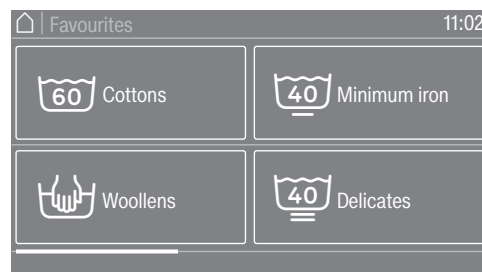 Favourites 11:02
60 Cottons
40 Minimum iron
Woollens
40 Delicates